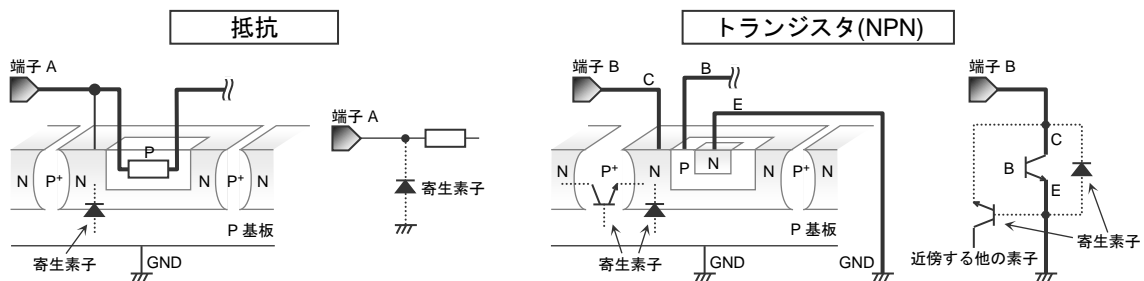 抵抗
トランジスタ(NPN)
端子 A
P
N
P+
N
N
P+
N
P 基板
寄生素子
GND
端子 A
寄生素子
端子 B
C
B
E
N
P+
N
P
N
N
P+
N
P 基板
寄生素子
GND
GND
端子 B
C
B
E
寄生素子
近傍する他の素子